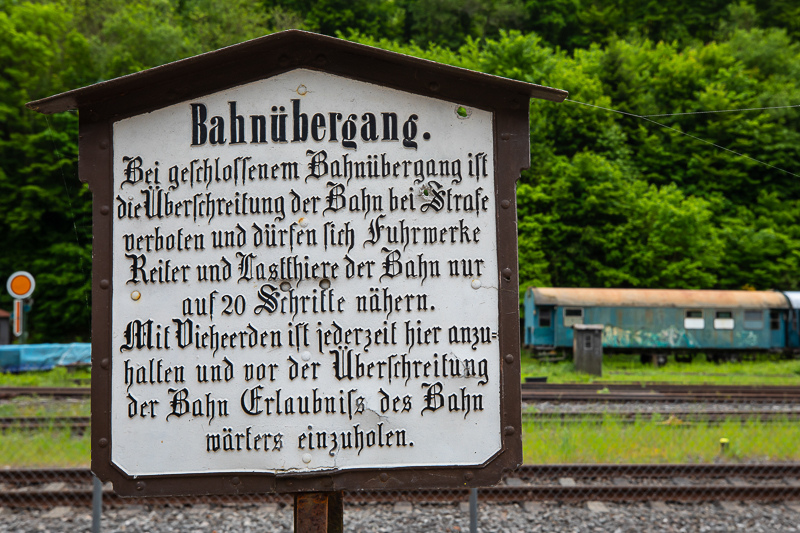 Bahnübergang.
Bei geschlossenem Bahnübergang ist
die Überschreitung der Bahn bei Strafe
verboten und dürfen sich Fuhrwerke
Reiter und Lastthiere der Bahn nur
auf 20 Schritte nähern.
Mit Vieheerden ist jederzeit hier anzu=
halten und vor der Überschreitung
der Bahn Erlaubniss des Bahn
wärters einzuholen.